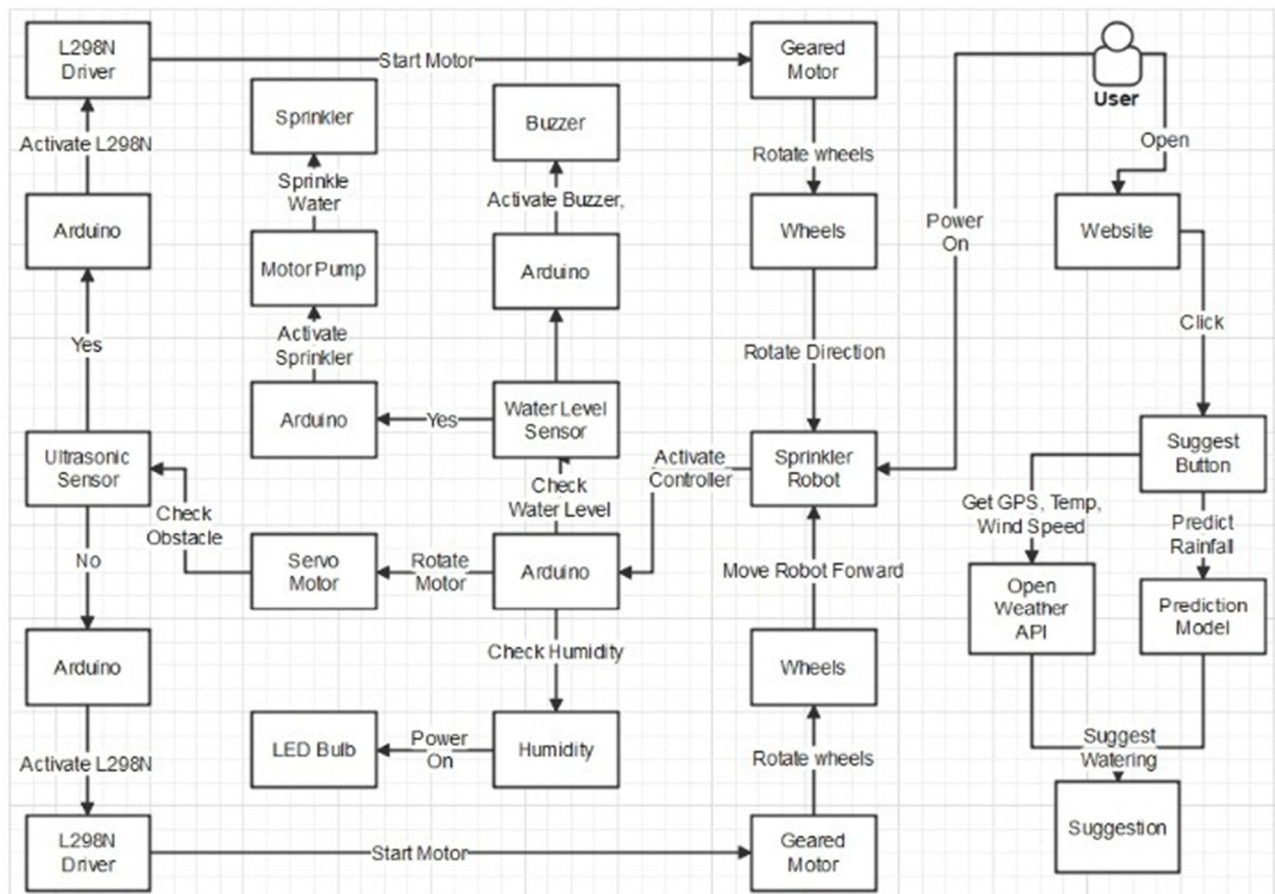 L298N
Driver
Start Motor
Geared
Motor
User
Sprinkler
Buzzer
Activate L298N
Open
Rotate wheels
Sprinkle
Water
Activate Buzzer,
Arduino
Wheels
Power
On
Website
Motor Pump
Arduino
Click
Yes
Activate
Sprinkler
Rotate Direction
Arduino
Yes
Water Level
Sensor
Ultrasonic
Sensor
Activate
Controller
Sprinkler
Robot
Suggest
Button
Check
Obstacle
Check
Water Level
Get GPS, Temp,
Wind Speed
Predict
Rainfall
No
Servo
Motor
Rotate
Motor
Arduino
Move Robot Forward
Open
Weather
API
Prediction
Model
Arduino
Check Humidity
Wheels
LED Bulb
Power
On
Humidity
Suggest
Watering
Activate L298N
Rotate wheels
Suggestion
L298N
Driver
Start Motor
Geared
Motor